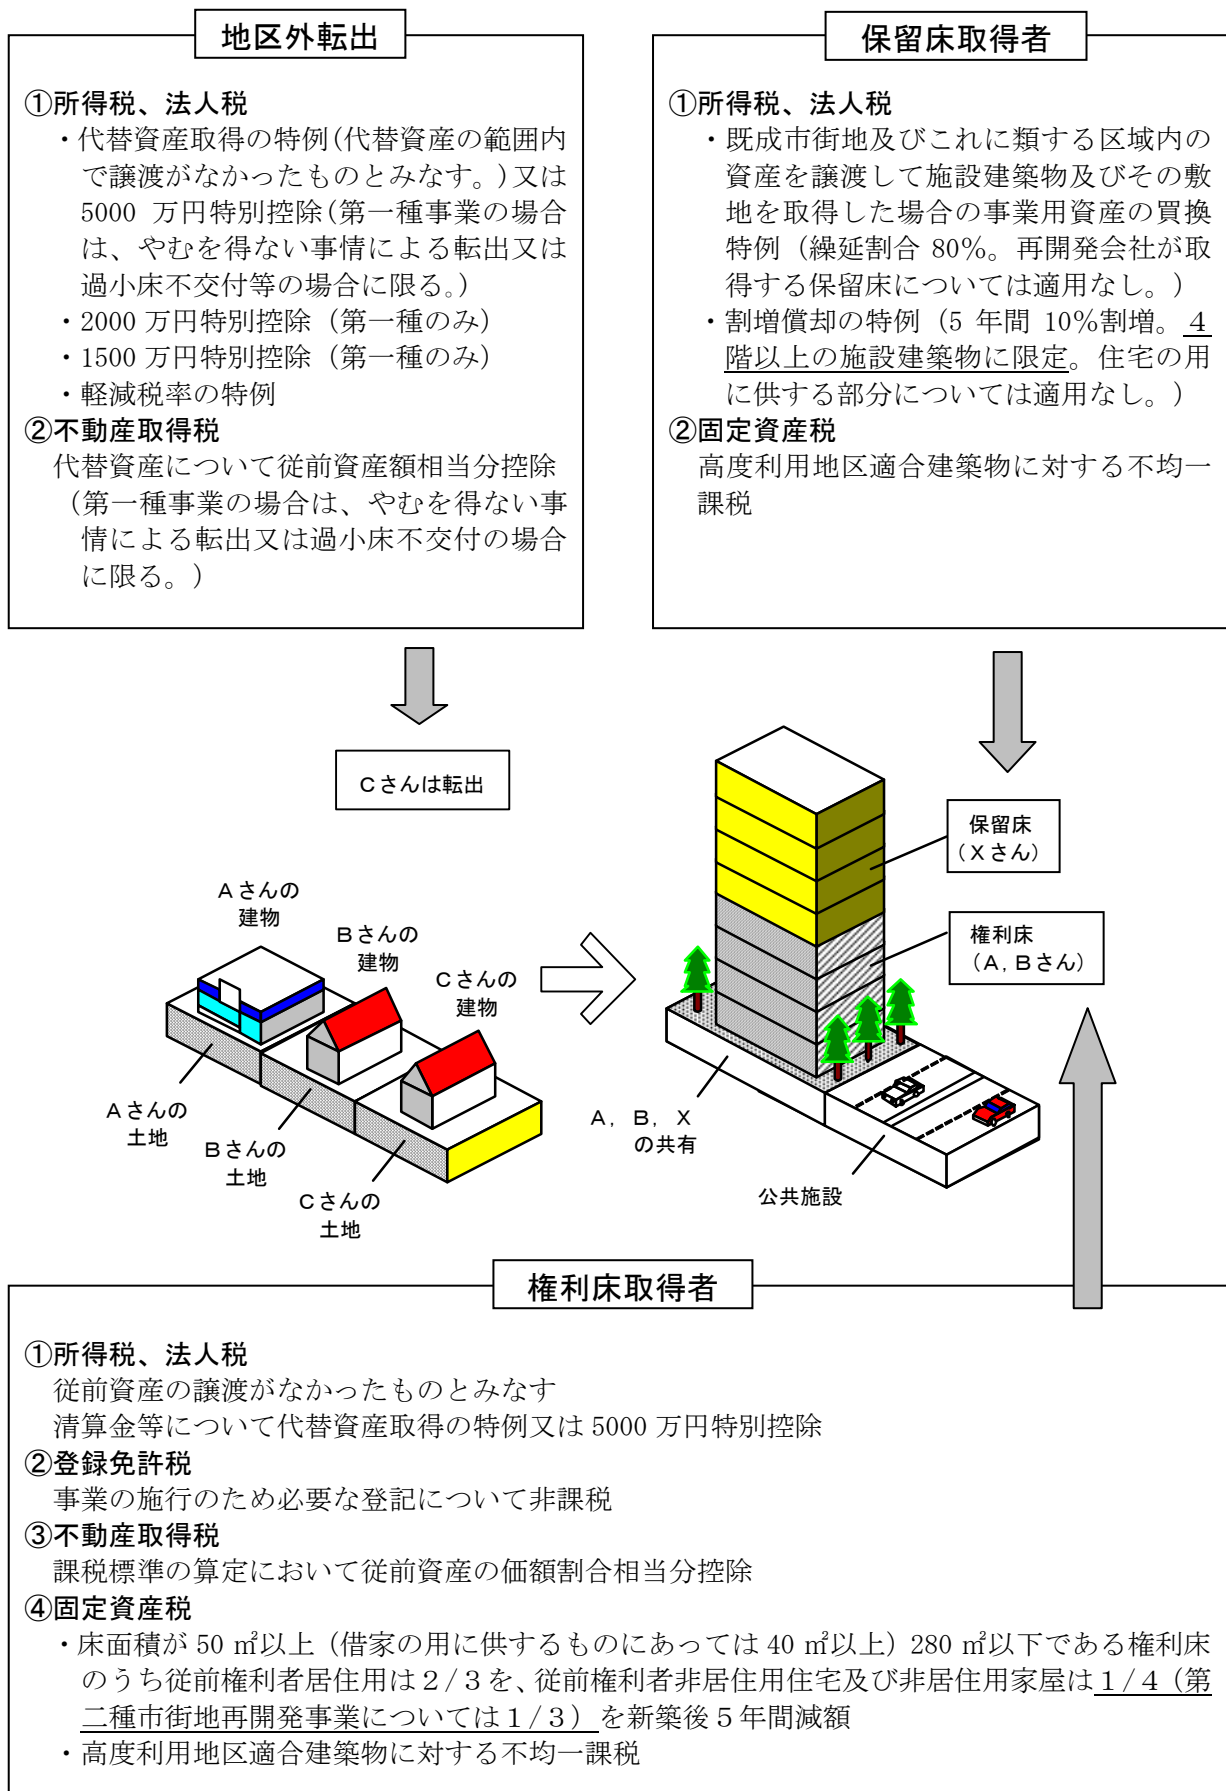 地区外転出
①所得税、法人税
・代替資産取得の特例(代替資産の範囲内
で譲渡がなかったものとみなす。)又は
5000 万円特別控除(第一種事業の場合
は、やむを得ない事情による転出又は
過小床不交付等の場合に限る。)
・2000 万円特別控除（第一種のみ）
・1500 万円特別控除（第一種のみ）
・軽減税率の特例
②不動産取得税
代替資産について従前資産額相当分控除
（第一種事業の場合は、やむを得ない事
情による転出又は過小床不交付の場合
に限る。）
保留床取得者
①所得税、法人税
・既成市街地及びこれに類する区域内の
資産を譲渡して施設建築物及びその敷
地を取得した場合の事業用資産の買換
特例（繰延割合 80%。再開発会社が取
得する保留床については適用なし。）
・割増償却の特例（5 年間 10%割増。4
階以上の施設建築物に限定。住宅の用
に供する部分については適用なし。）
②固定資産税
高度利用地区適合建築物に対する不均一
課税
Cさんは転出
保留床
（Xさん）
Aさんの
建物
Bさんの
建物
Cさんの
建物
権利床
（A，Bさん）
Aさんの
土地
Bさんの
土地
Cさんの
土地
A，B，X
の共有
公共施設
権利床取得者
①所得税、法人税
従前資産の譲渡がなかったものとみなす
清算金等について代替資産取得の特例又は 5000 万円特別控除
②登録免許税
事業の施行のため必要な登記について非課税
③不動産取得税
課税標準の算定において従前資産の価額割合相当分控除
④固定資産税
・床面積が 50 ㎡以上（借家の用に供するものにあっては 40 ㎡以上）280 ㎡以下である権利床
のうち従前権利者居住用は２/３を、従前権利者非居住用住宅及び非居住用家屋は１/４（第
二種市街地再開発事業については１/３）を新築後５年間減額
・高度利用地区適合建築物に対する不均一課税